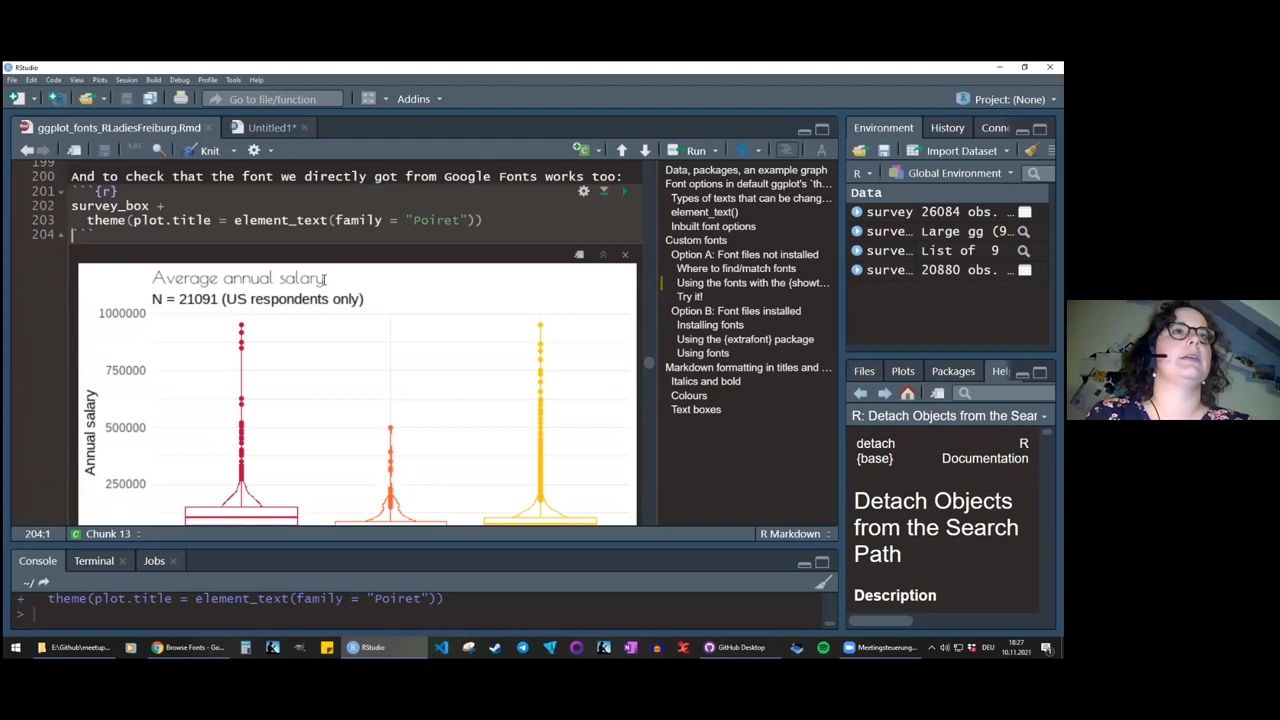 RStudio
File Edit Code View Plots Session Build Debug Profile Tools Help
Go to file/function
Addins
Project: (None)
ggplot_fonts_RLadiesFreiburg.Rmd
Untitled1*
Knit
Run
199
200 And to check that the font we directly got from Google Fonts works too:
201 ```{r}
202 survey_box +
203 theme(plot.title = element_text(family = "Poiret"))
204 ```
Average annual salary
N = 21091 (US respondents only)
1000000
750000
500000
250000
Annual salary
204:1
Chunk 13
R Markdown
Data, packages, an example graph
Font options in default ggplot's `th...
Types of texts that can be chang...
element_text()
Inbuilt font options
Custom fonts
Option A: Font files not installed
Where to find/match fonts
Using the fonts with the {showt...
Try it!
Option B: Font files installed
Installing fonts
Using the {extrafont} package
Using fonts
Markdown formatting in titles and ...
Italics and bold
Colours
Text boxes
Console Terminal Jobs
~/
+ theme(plot.title = element_text(family = "Poiret"))
>
Environment History Conn
Import Dataset
R
Global Environment
Data
survey 26084 obs. ...
surve... Large gg (9...
surve... List of 9
surve... 20880 obs. ...
Files Plots Packages Hel
R: Detach Objects from the Sear
detach {base}
R Documentation
Detach Objects
from the Search
Path
Description
E:\Github\meetup...
Browse Fonts - Go...
RStudio
GitHub Desktop
Meetingsteuerung...
DEU
18:27
10.11.2021